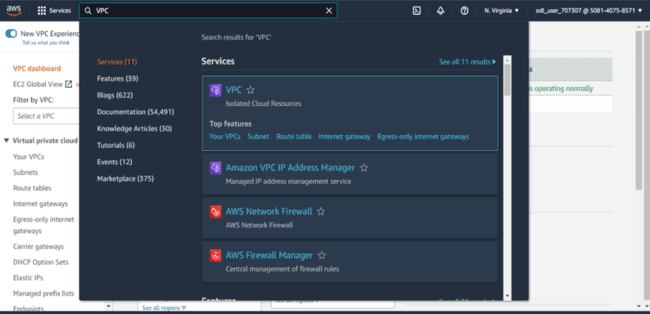 aws
Services
VPC
N. Virginia
odl_user_707307 @ 5081-4075-8571
New VPC Experience
Tell us what you think
VPC dashboard
EC2 Global View
Filter by VPC:
Select a VPC
Virtual private cloud
Your VPCs
Subnets
Route tables
Internet gateways
Egress-only internet
gateways
Carrier gateways
DHCP Option Sets
Elastic IPs
Managed prefix lists
Endpoints
Search results for 'VPC'
Services (11)
Features (39)
Blogs (622)
Documentation (54,491)
Knowledge Articles (30)
Tutorials (6)
Events (12)
Marketplace (375)
Services
See all 11 results
VPC
Isolated Cloud Resources
Top features
Your VPCs Subnet Route table Internet gateway Egress-only internet gateways
Amazon VPC IP Address Manager
Managed IP address management service
AWS Network Firewall
AWS Network Firewall
AWS Firewall Manager
Central management of firewall rules
Features
See all regions
is operating normally